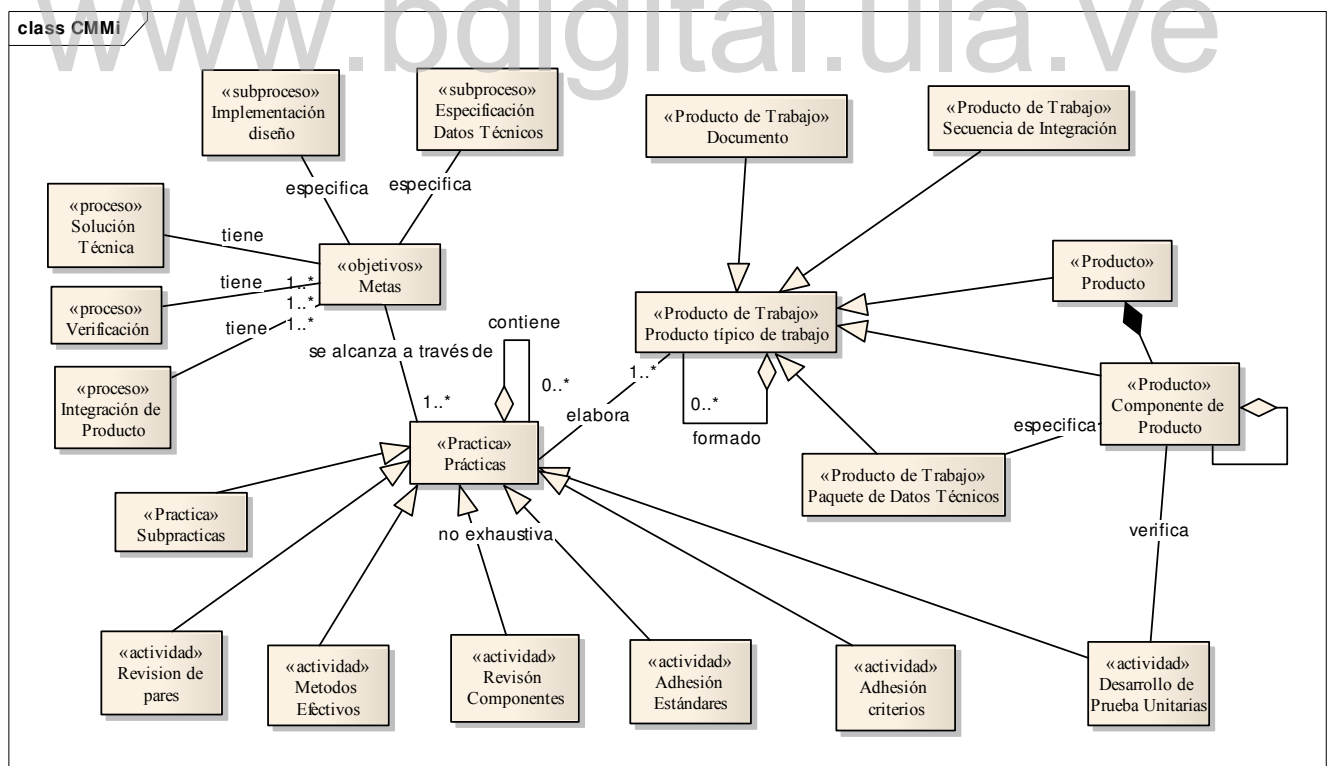 www.bdigital.ula.ve
class CMMi
«subproceso»
Implementación
diseño
«subproceso»
Especificación
Datos Técnicos
«Producto de Trabajo»
Documento
«Producto de Trabajo»
Secuencia de Integración
especifica
especifica
«proceso»
Solución
Técnica
tiene
«objetivos»
Metas
«Producto»
Producto
«proceso»
Verificación
tiene
1..*
1..*
tiene
1..*
«Producto de Trabajo»
Producto típico de trabajo
contiene
se alcanza a través de
0..*
1..*
1..*
0..*
formado
elabora
«proceso»
Integración de
Producto
«Producto»
Componente de
Producto
especifica
«Practica»
Prácticas
«Producto de Trabajo»
Paquete de Datos Técnicos
«Practica»
Subpracticas
no exhaustiva
verifica
«actividad»
Revision de
pares
«actividad»
Metodos
Efectivos
«actividad»
Revisón
Componentes
«actividad»
Adhesión
Estándares
«actividad»
Adhesión
criterios
«actividad»
Desarrollo de
Prueba Unitarias